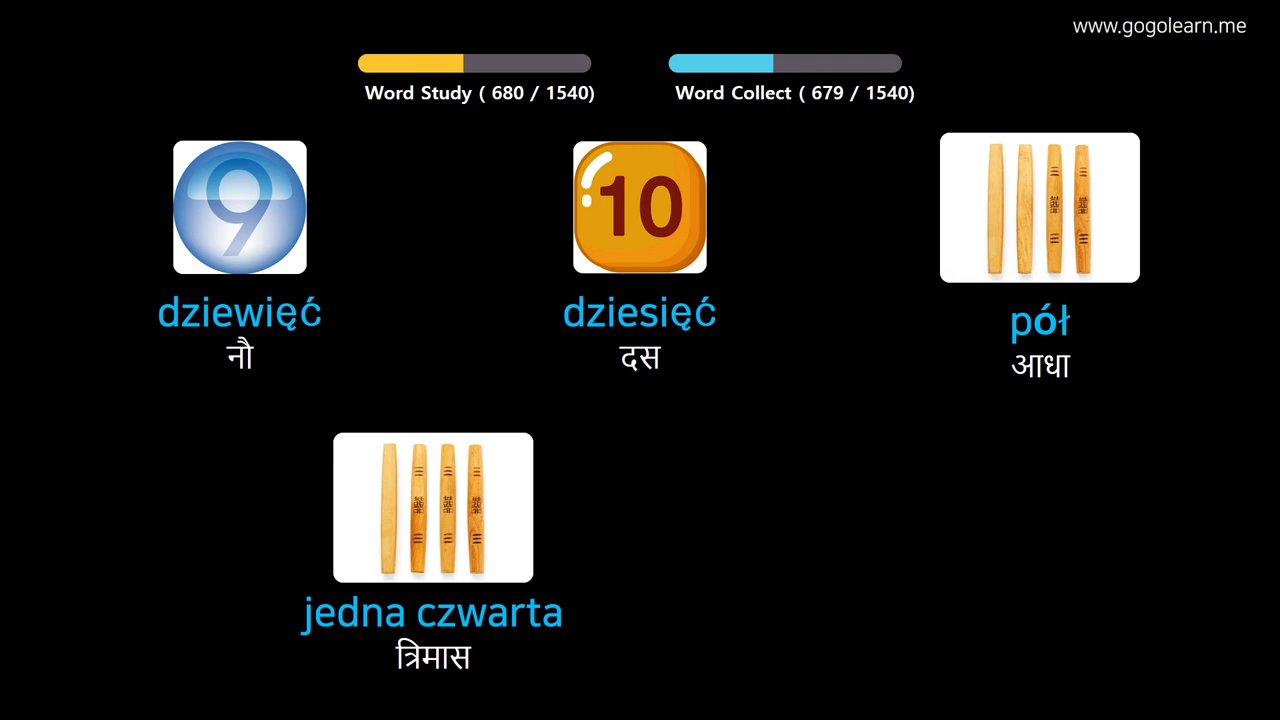 www.gogolearn.me
Word Study ( 680 / 1540)
Word Collect ( 679 / 1540)
9
10
dziewięć
dziesięć
pół
नौ
दस
आधा
jedna czwarta
त्रिमास